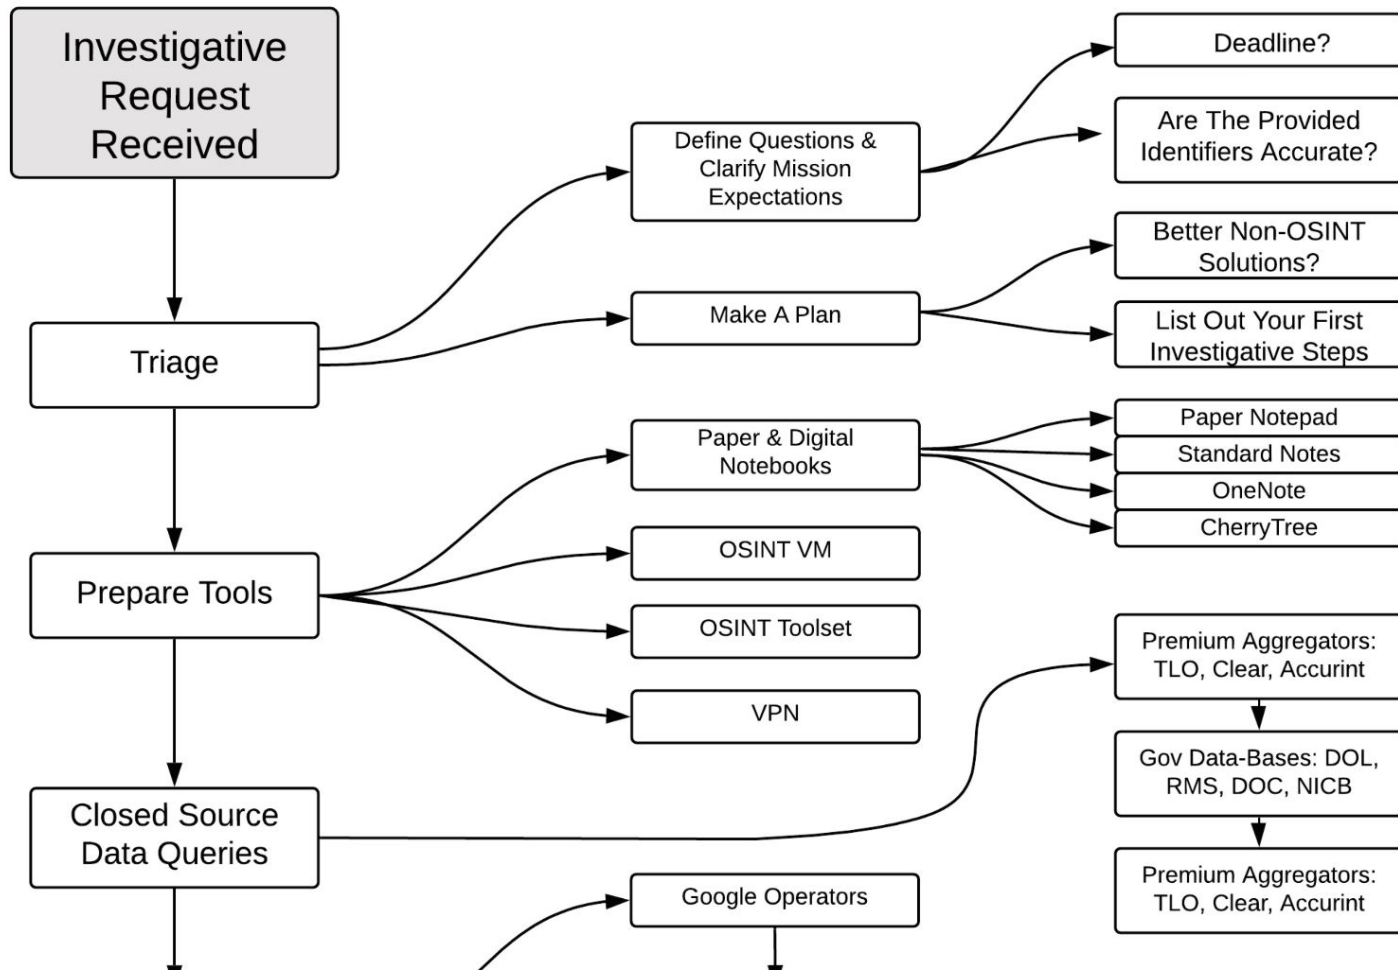 Investigative
Request
Received
Deadline?
Define Questions &
Clarify Mission
Expectations
Are The Provided
Identifiers Accurate?
Triage
Make A Plan
Better Non-OSINT
Solutions?
List Out Your First
Investigative Steps
Prepare Tools
Paper & Digital
Notebooks
Paper Notepad
Standard Notes
OneNote
CherryTree
OSINT VM
OSINT Toolset
VPN
Closed Source
Data Queries
Premium Aggregators:
TLO, Clear, Accurint
Gov Data-Bases: DOL,
RMS, DOC, NICB
Premium Aggregators:
TLO, Clear, Accurint
Google Operators